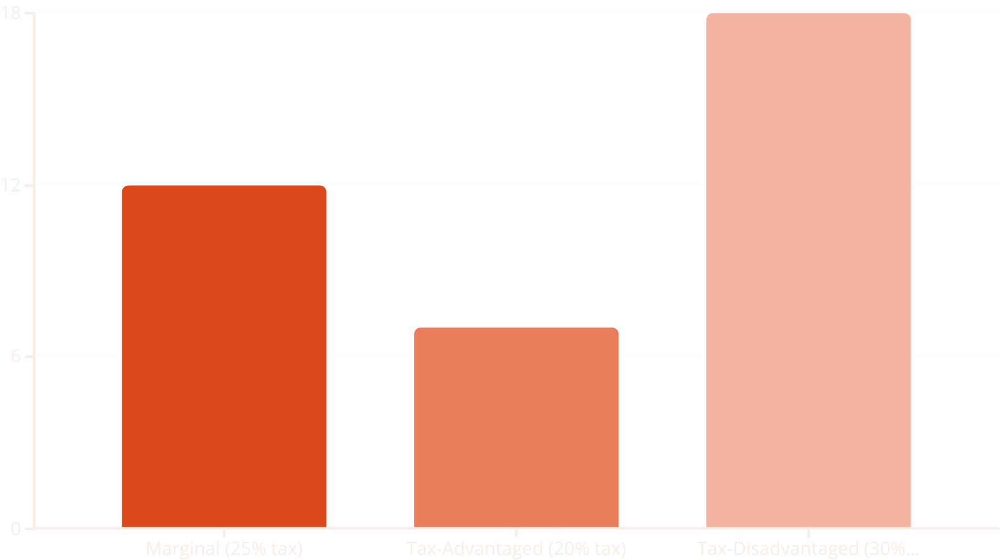 18
12
6
0
Marginal (25% tax)
Tax-Advantaged (20% tax)
Tax-Disadvantaged (30%...